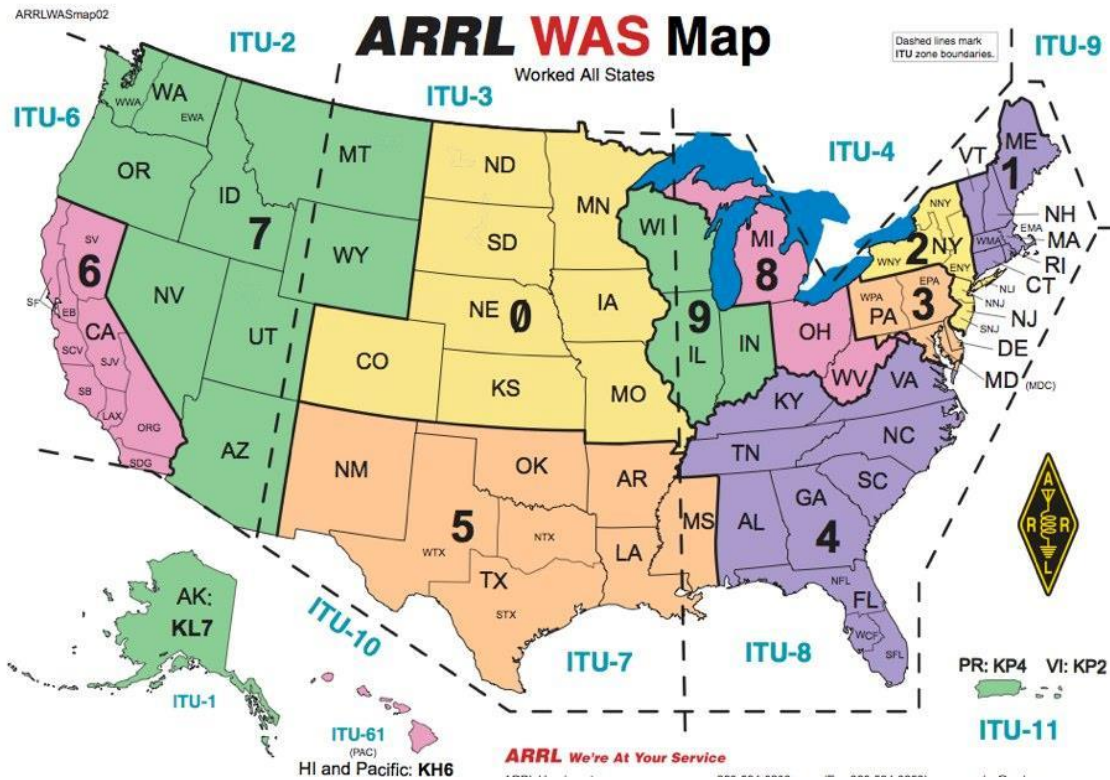 ARRLWASmap02
ARRL WAS Map
Worked All States
Dashed lines mark
ITU zone boundaries.
ITU-2
ITU-3
ITU-4
ITU-9
ITU-6
WA
WWA
EWA
OR
ID
MT
WY
7
NV
UT
AZ
SV
6
SF
EB
CA
SCV
SJV
SB
LAX
ORG
SDG
ND
SD
NE
0
KS
CO
MN
IA
MO
WI
9
IL
IN
MI
8
OH
WV
VT
ME
1
NH
EMA
WMA
MA
RI
CT
NNY
2
NY
WNY
ENY
NLI
NNJ
NJ
SNJ
EPA
WPA
PA
3
DE
MD (MDC)
KY
VA
TN
NC
SC
AL
GA
4
NFL
FL
WCF
SFL
NM
OK
AR
5
WTX
NTX
TX
STX
LA
MS
A
R R
L
AK:
KL7
ITU-1
ITU-10
ITU-7
ITU-8
ITU-61
(PAC)
HI and Pacific: KH6
PR: KP4 VI: KP2
ITU-11
ARRL We're At Your Service